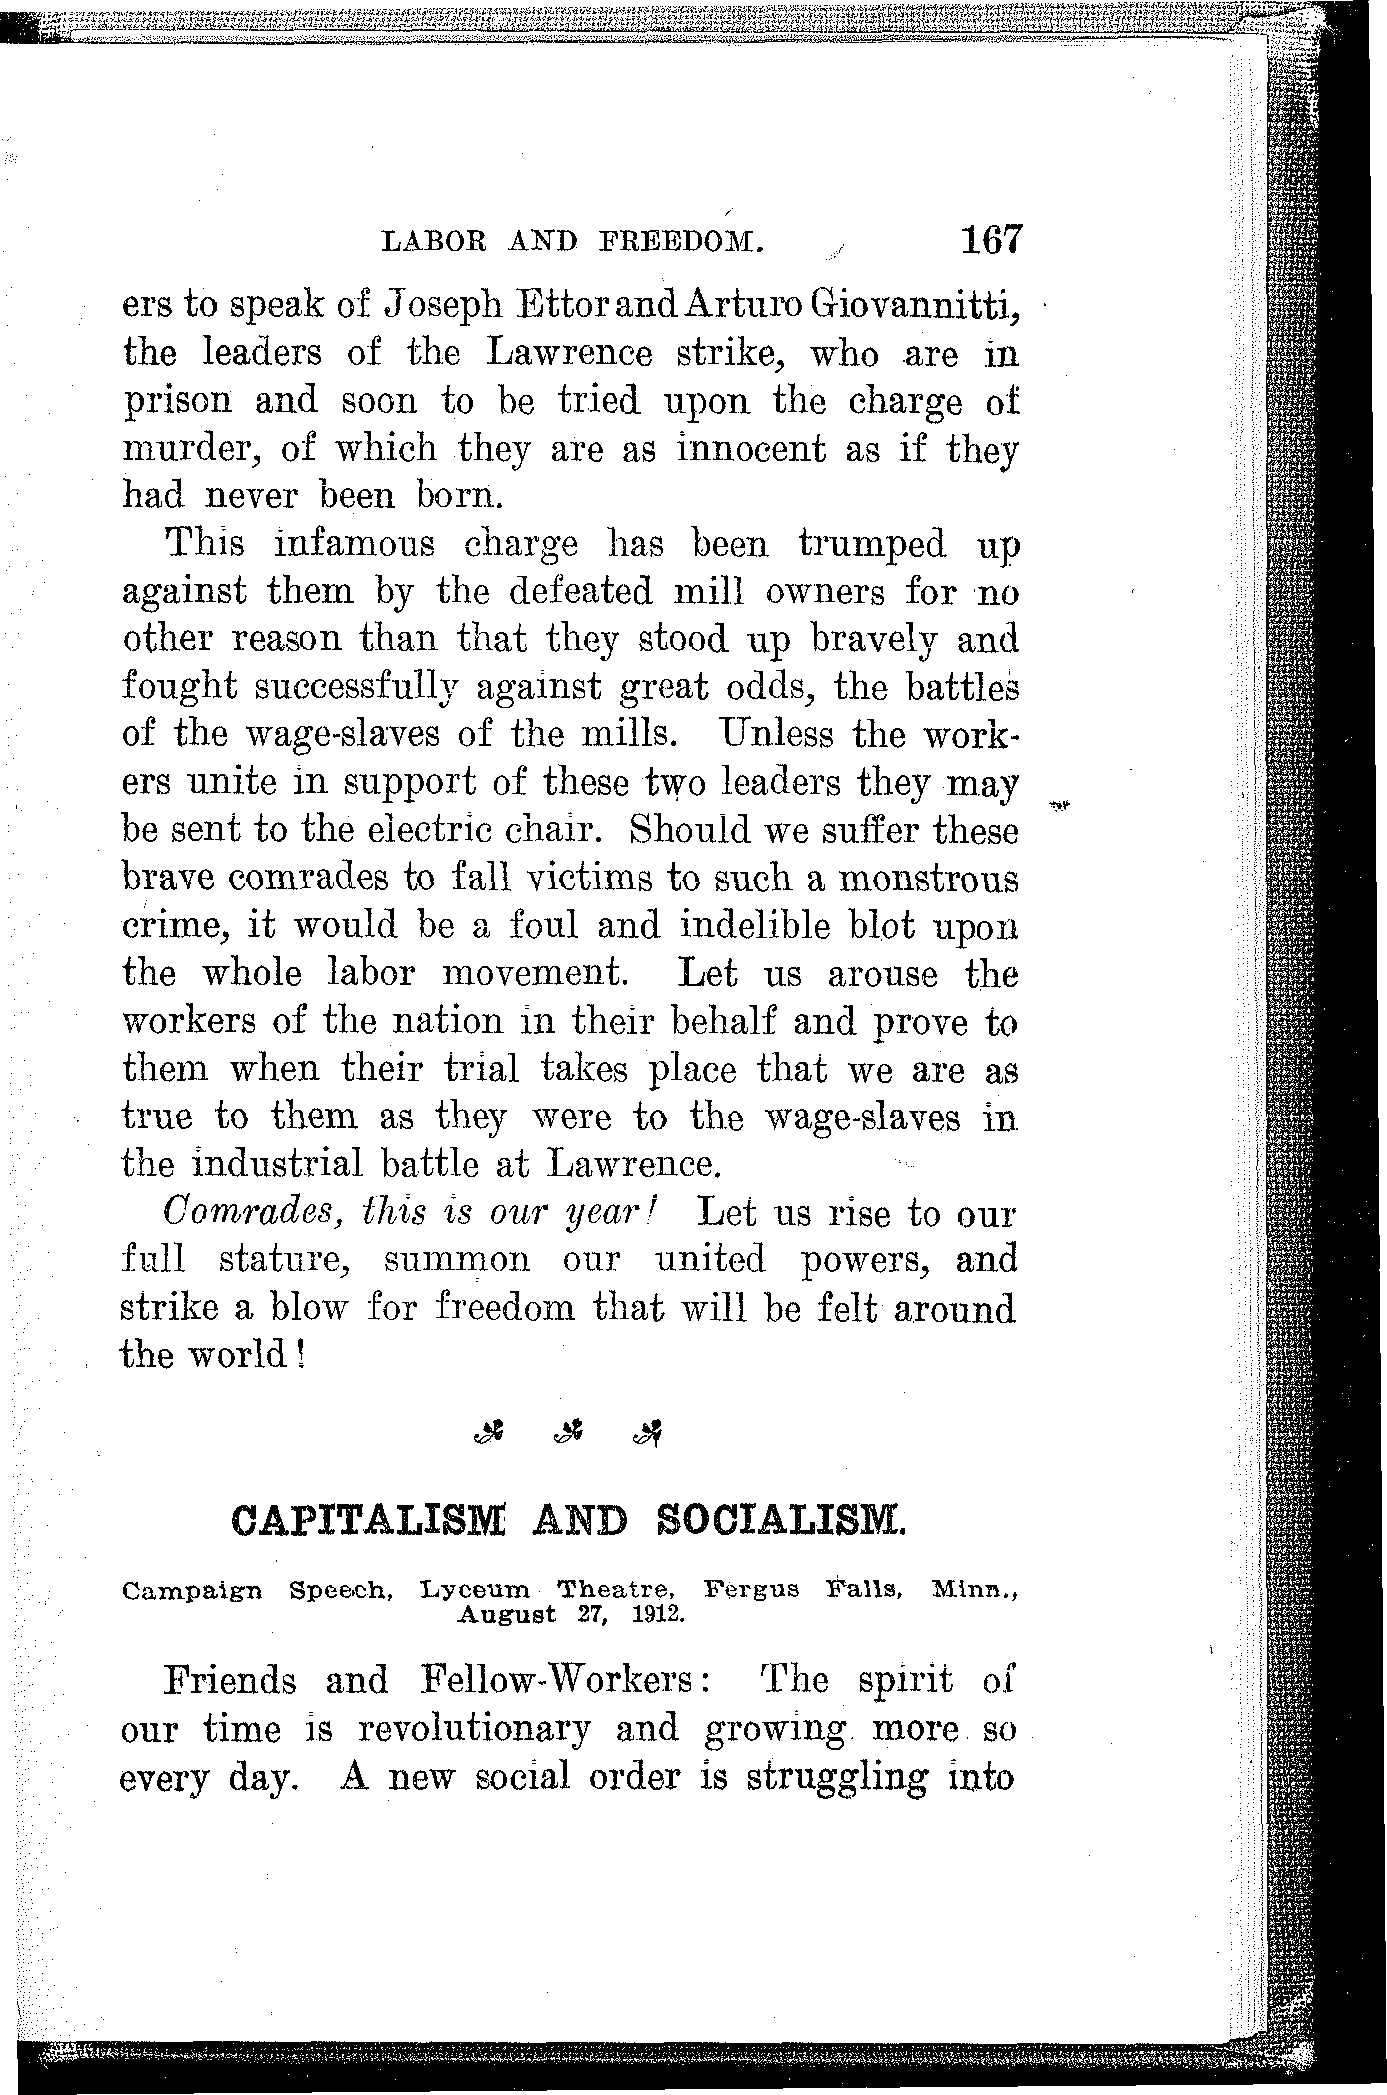 LABOR AND FREEDOM. 167
ers to speak of Joseph Ettor and Arturo Giovannitti,
the leaders of the Lawrence strike, who are in
prison and soon to be tried upon the charge of
murder, of which they are as innocent as if they
had never been born.
This infamous charge has been trumped up
against them by the defeated mill owners for no
other reason than that they stood up bravely and
fought successfully against great odds, the battles
of the wage-slaves of the mills. Unless the work-
ers unite in support of these two leaders they may
be sent to the electric chair. Should we suffer these
brave comrades to fall victims to such a monstrous
crime, it would be a foul and indelible blot upon
the whole labor movement. Let us arouse the
workers of the nation in their behalf and prove to
them when their trial takes place that we are as
true to them as they were to the wage-slaves in
the industrial battle at Lawrence.
Comrades, this is our year! Let us rise to our
full stature, summon our united powers, and
strike a blow for freedom that will be felt around
the world!
CAPITALISM AND SOCIALISM.
Campaign Speech, Lyceum Theatre, Fergus Falls, Minn.,
August 27, 1912.
Friends and Fellow-Workers: The spirit of
our time is revolutionary and growing more so
every day. A new social order is struggling into